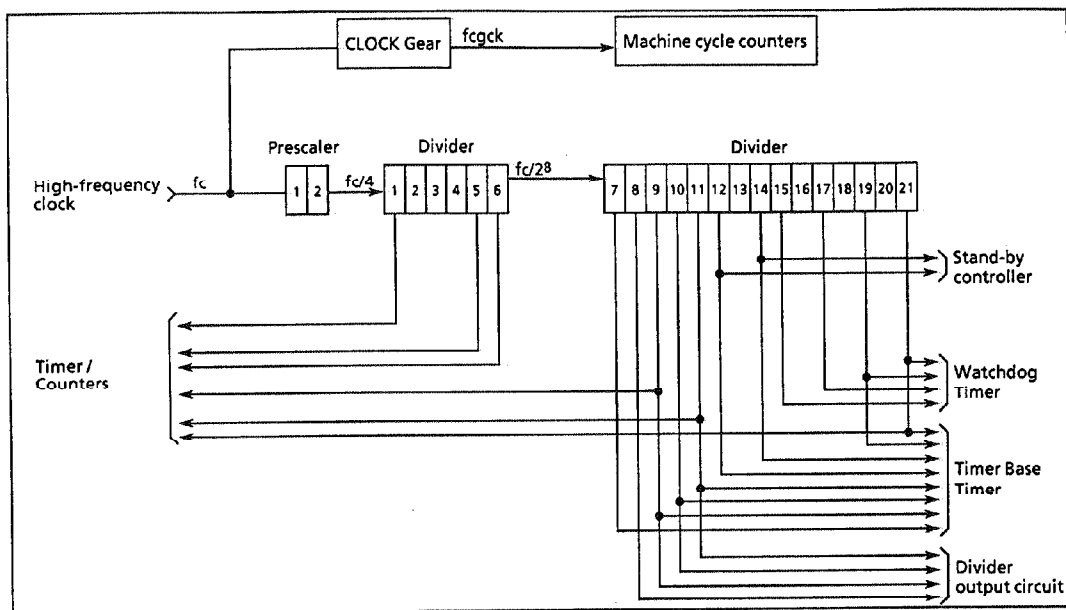 CLOCK Gear
fcgck
Machine cycle counters
Prescaler
Divider
Divider
High-frequency
clock
fc
1 2
fc/4
1 2 3 4 5 6
fc/2⁸
7 8 9 10 11 12 13 14 15 16 17 18 19 20 21
Stand-by
controller
Timer /
Counters
Watchdog
Timer
Timer Base
Timer
Divider
output circuit